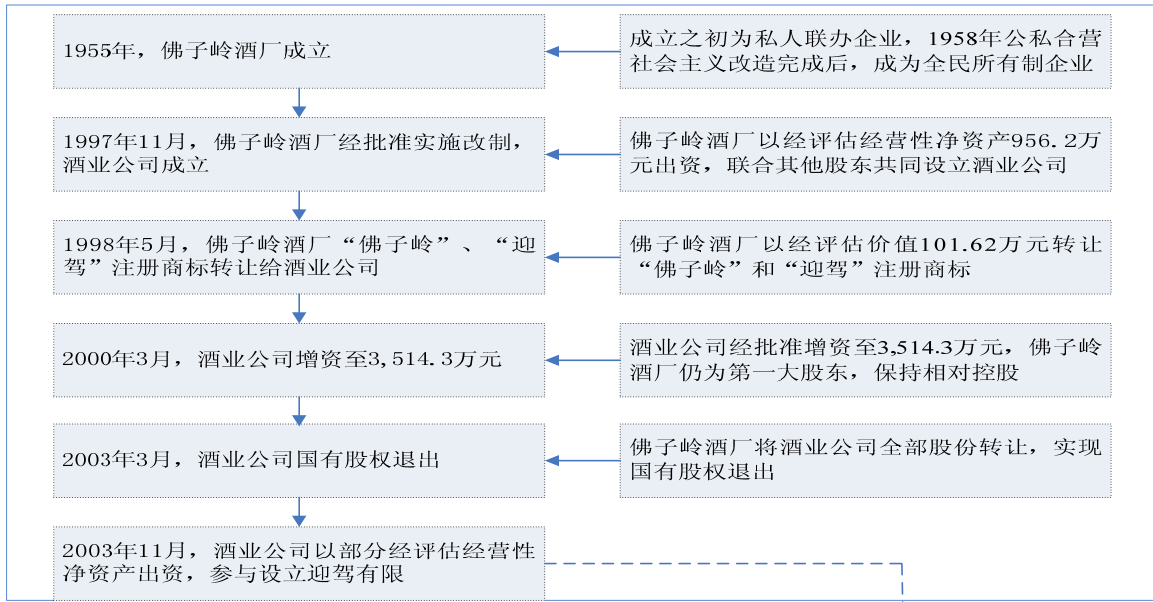 1955年，佛子岭酒厂成立
成立之初为私人联办企业，1958年公私合营
社会主义改造完成后，成为全民所有制企业
1997年11月，佛子岭酒厂经批准实施改制，
酒业公司成立
佛子岭酒厂以经评估经营性净资产956.2万
元出资，联合其他股东共同设立酒业公司
1998年5月，佛子岭酒厂“佛子岭”、“迎
驾”注册商标转让给酒业公司
佛子岭酒厂以经评估价值101.62万元转让
“佛子岭”和“迎驾”注册商标
2000年3月，酒业公司增资至3,514.3万元
酒业公司经批准增资至3,514.3万元，佛子岭
酒厂仍为第一大股东，保持相对控股
2003年3月，酒业公司国有股权退出
佛子岭酒厂将酒业公司全部股份转让，实现
国有股权退出
2003年11月，酒业公司以部分经评估经营性
净资产出资，参与设立迎驾有限